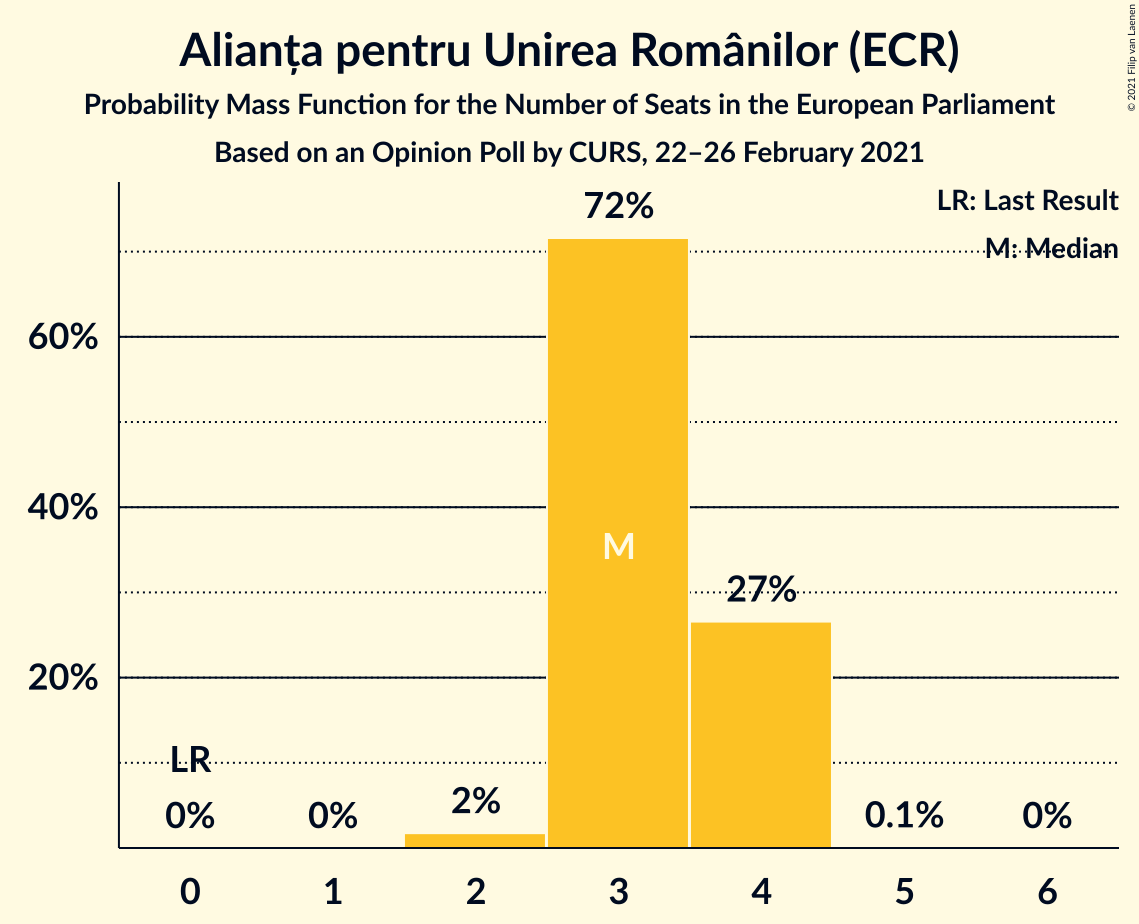 Alianța pentru Unirea Românilor (ECR)
Probability Mass Function for the Number of Seats in the European Parliament
Based on an Opinion Poll by CURS, 22–26 February 2021
© 2021 Filip van Laenen
LR: Last Result
M: Median
72%
60%
40%
M
27%
20%
LR
0%
0%
2%
0.1%
0%
0 1 2 3 4 5 6